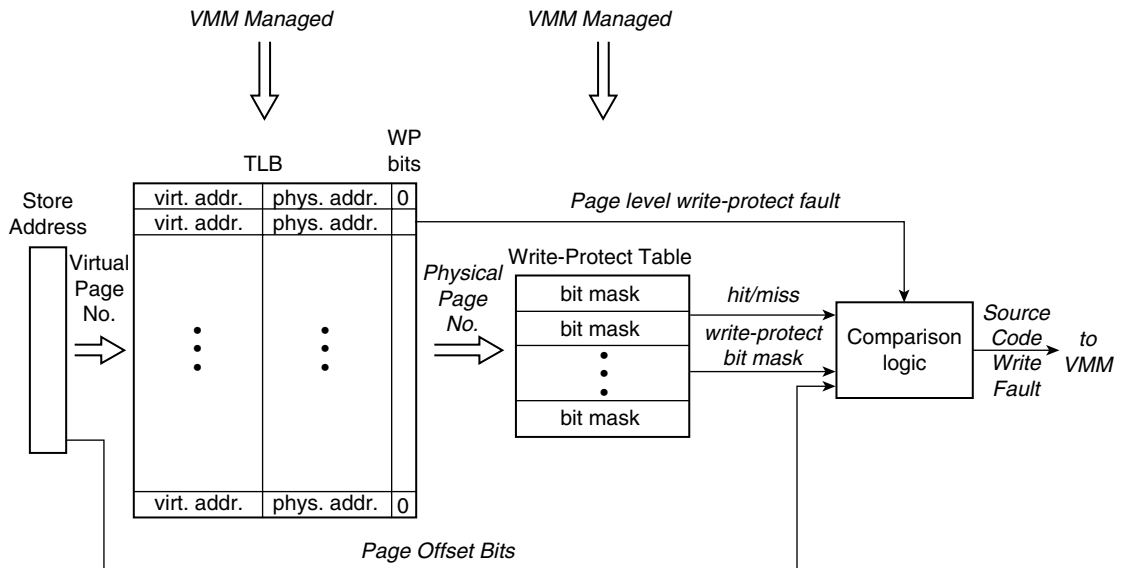 VMM Managed
VMM Managed
WP
bits
TLB
Store
Address
virt. addr.
phys. addr.
0
virt. addr.
phys. addr.
Page level write-protect fault
Virtual
Page
No.
Physical
Page
No.
Write-Protect Table
bit mask
bit mask
bit mask
hit/miss
write-protect
bit mask
Comparison
logic
Source
Code
Write
Fault
to
VMM
virt. addr.
phys. addr.
0
Page Offset Bits